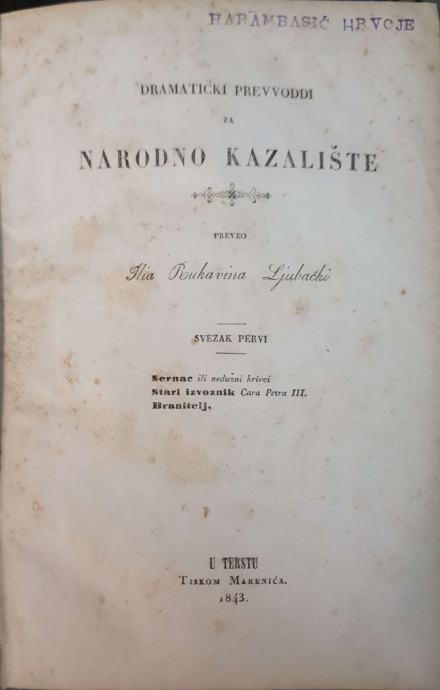 HARAMBAŠIĆ HRVOJE
DRAMATIČKI PREVVODDI
ZA
NARODNO KAZALIŠTE
PREVEO
Ilia Rukavina Ljubački
SVEZAK PERVI
Sernac ili nedužni krivci
Stari izvoznik Cara Petra III.
Branitelj.
U TERSTU
TISKOM MARENIĆA.
1843.